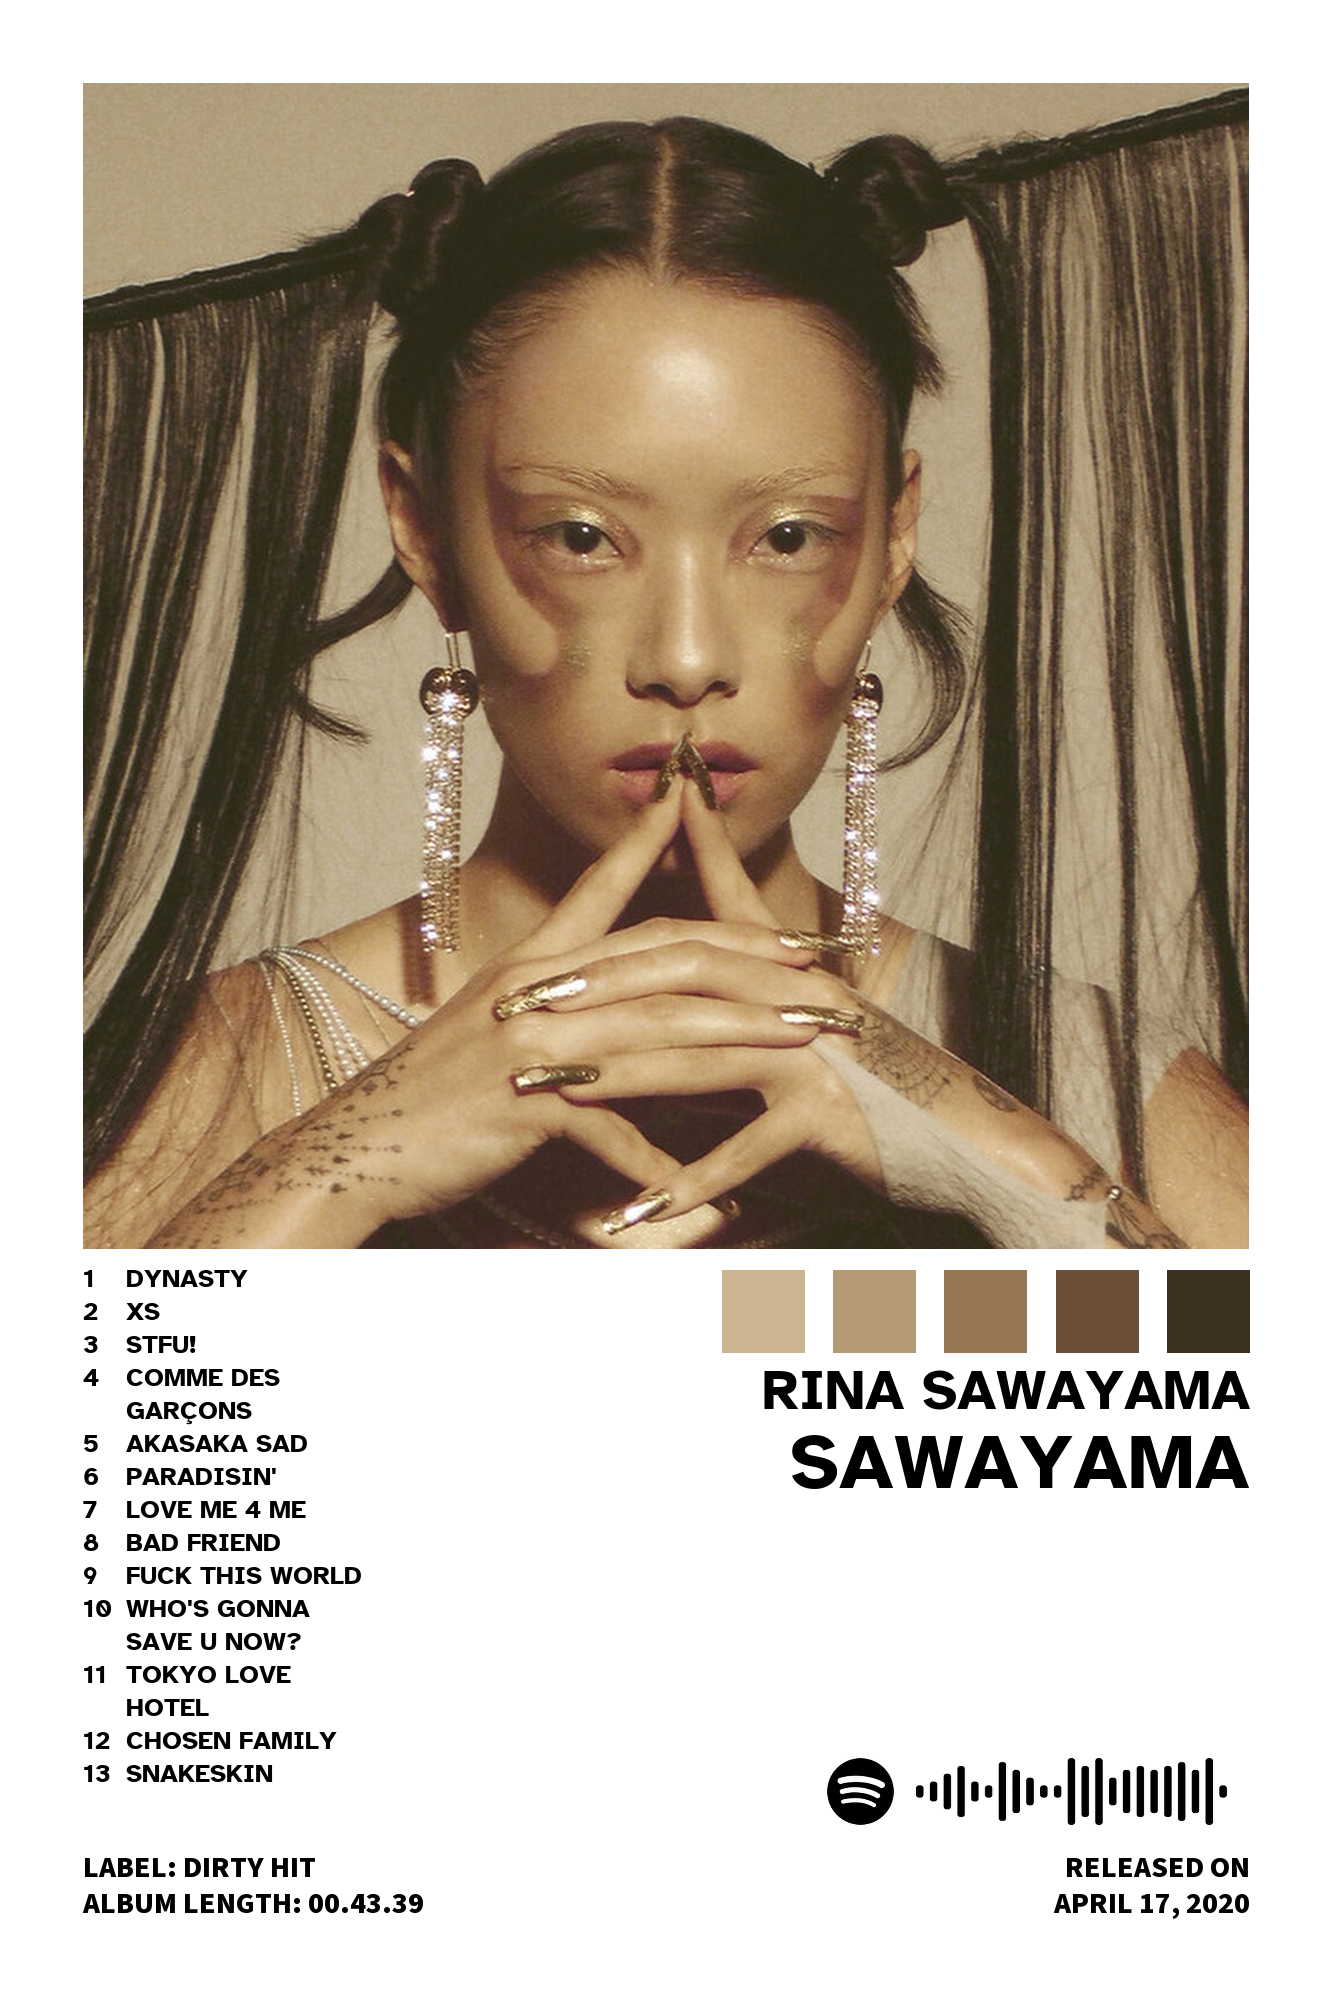 1 DYNASTY
2 XS
3 STFU!
4 COMME DES
GARÇONS
5 AKASAKA SAD
6 PARADISIN'
7 LOVE ME 4 ME
8 BAD FRIEND
9 FUCK THIS WORLD
10 WHO'S GONNA
SAVE U NOW?
11 TOKYO LOVE
HOTEL
12 CHOSEN FAMILY
13 SNAKESKIN
RINA SAWAYAMA
SAWAYAMA
LABEL: DIRTY HIT
ALBUM LENGTH: 00.43.39
RELEASED ON
APRIL 17, 2020